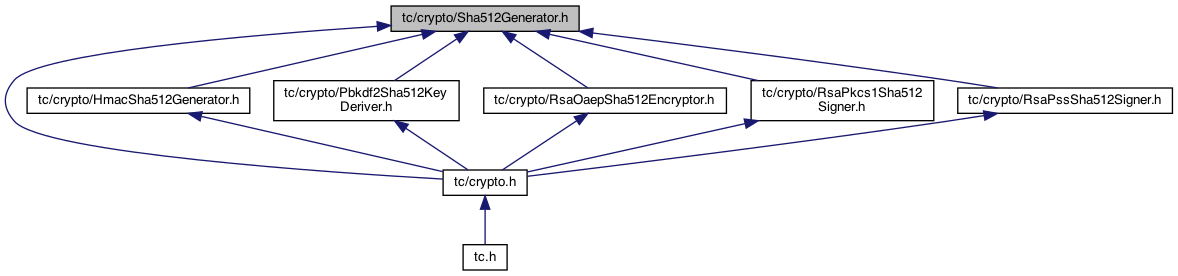 tc/crypto/Sha512Generator.h
tc/crypto/HmacSha512Generator.h
tc/crypto/Pbkdf2Sha512Key
Deriver.h
tc/crypto/RsaOaepSha512Encryptor.h
tc/crypto/RsaPkcs1Sha512
Signer.h
tc/crypto/RsaPssSha512Signer.h
tc/crypto.h
tc.h